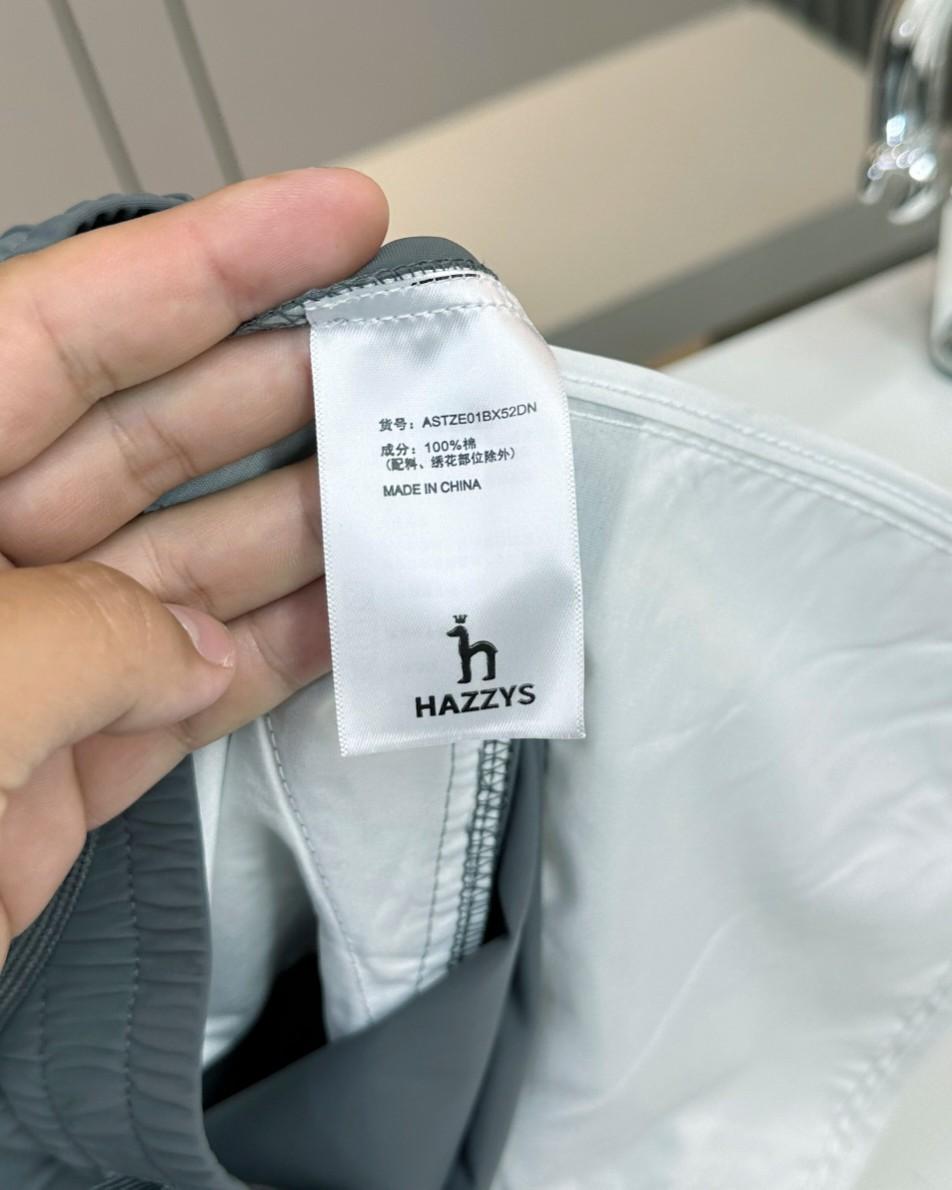 货号：ASTZE01BX52DN
成分：100%棉
（配料、绣花部位除外）
MADE IN CHINA
HAZZYS